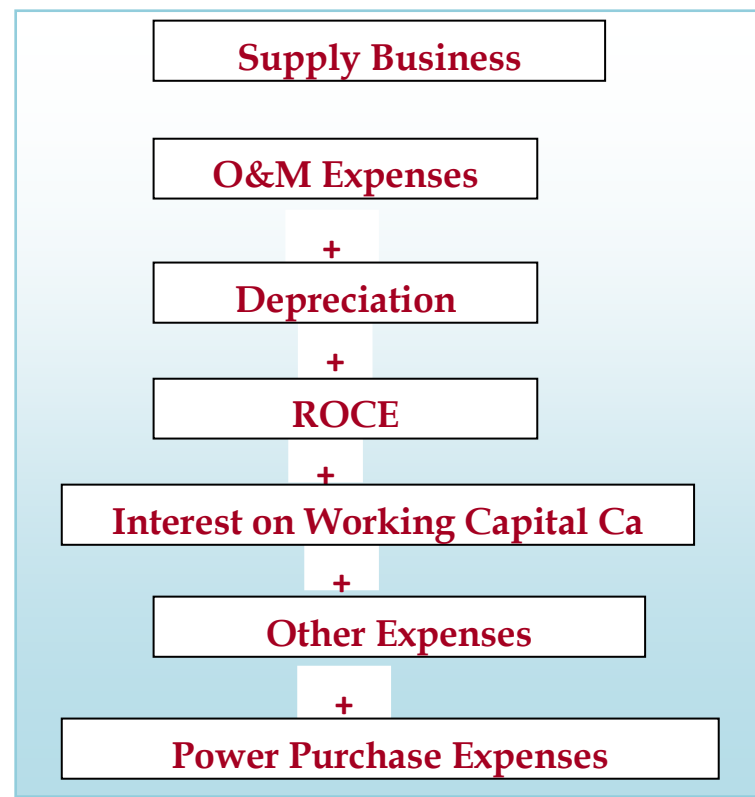 Supply Business
O&M Expenses
+
Depreciation
+
ROCE
+
Interest on Working Capital Ca
+
Other Expenses
+
Power Purchase Expenses